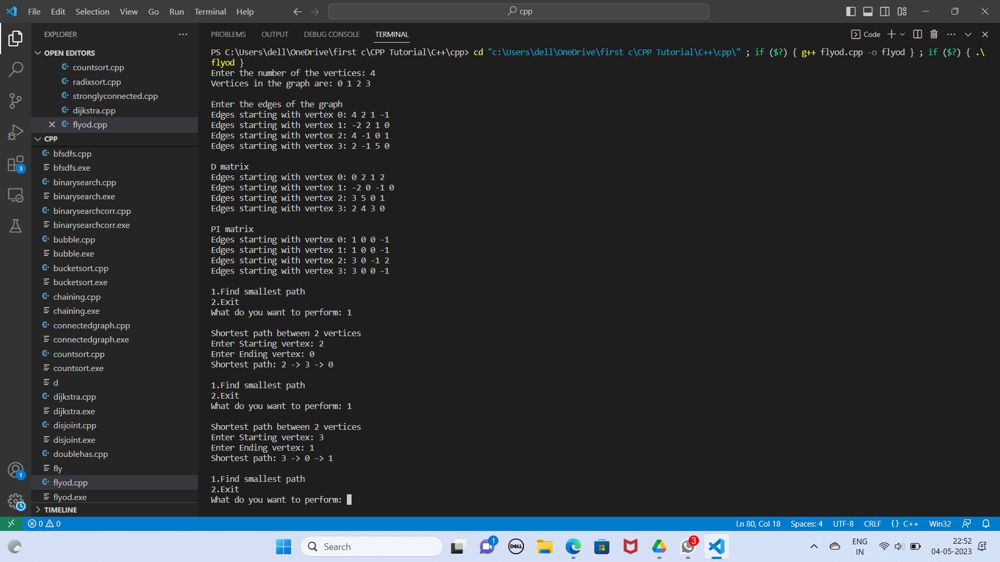 File Edit Selection View Go Run Terminal Help
cpp
EXPLORER
OPEN EDITORS
countsort.cpp
radixsort.cpp
stronglyconnected.cpp
dijkstra.cpp
flyod.cpp
CPP
bfsdfs.cpp
bfsdfs.exe
binarysearch.cpp
binarysearch.exe
binarysearchcorr.cpp
binarysearchcorr.exe
bubble.cpp
bubble.exe
bucketsort.cpp
bucketsort.exe
chaining.cpp
chaining.exe
connectedgraph.cpp
connectedgraph.exe
countsort.cpp
countsort.exe
d
dijkstra.cpp
dijkstra.exe
disjoint.cpp
disjoint.exe
doublehas.cpp
fly
flyod.cpp
flyod.exe
TIMELINE
3
1
PROBLEMS OUTPUT DEBUG CONSOLE TERMINAL
Code
PS C:\Users\dell\OneDrive\first c\CPP Tutorial\C++\cpp> cd "c:\Users\dell\OneDrive\first c\CPP Tutorial\C++\cpp\" ; if ($?) { g++ flyod.cpp -o flyod } ; if ($?) { .\
flyod }
Enter the number of the vertices: 4
Vertices in the graph are: 0 1 2 3
Enter the edges of the graph
Edges starting with vertex 0: 4 2 1 -1
Edges starting with vertex 1: -2 2 1 0
Edges starting with vertex 2: 4 -1 0 1
Edges starting with vertex 3: 2 -1 5 0
D matrix
Edges starting with vertex 0: 0 2 1 2
Edges starting with vertex 1: -2 0 -1 0
Edges starting with vertex 2: 3 5 0 1
Edges starting with vertex 3: 2 4 3 0
PI matrix
Edges starting with vertex 0: 1 0 0 -1
Edges starting with vertex 1: 1 0 0 -1
Edges starting with vertex 2: 3 0 -1 2
Edges starting with vertex 3: 3 0 0 -1
1.Find smallest path
2.Exit
What do you want to perform: 1
Shortest path between 2 vertices
Enter Starting vertex: 2
Enter Ending vertex: 0
Shortest path: 2 -> 3 -> 0
1.Find smallest path
2.Exit
What do you want to perform: 1
Shortest path between 2 vertices
Enter Starting vertex: 3
Enter Ending vertex: 1
Shortest path: 3 -> 0 -> 1
1.Find smallest path
2.Exit
What do you want to perform:
0 0
Ln 80, Col 18 Spaces: 4 UTF-8 CRLF {} C++ Win32
Search
1
DELL
3
ENG
IN
22:52
04-05-2023